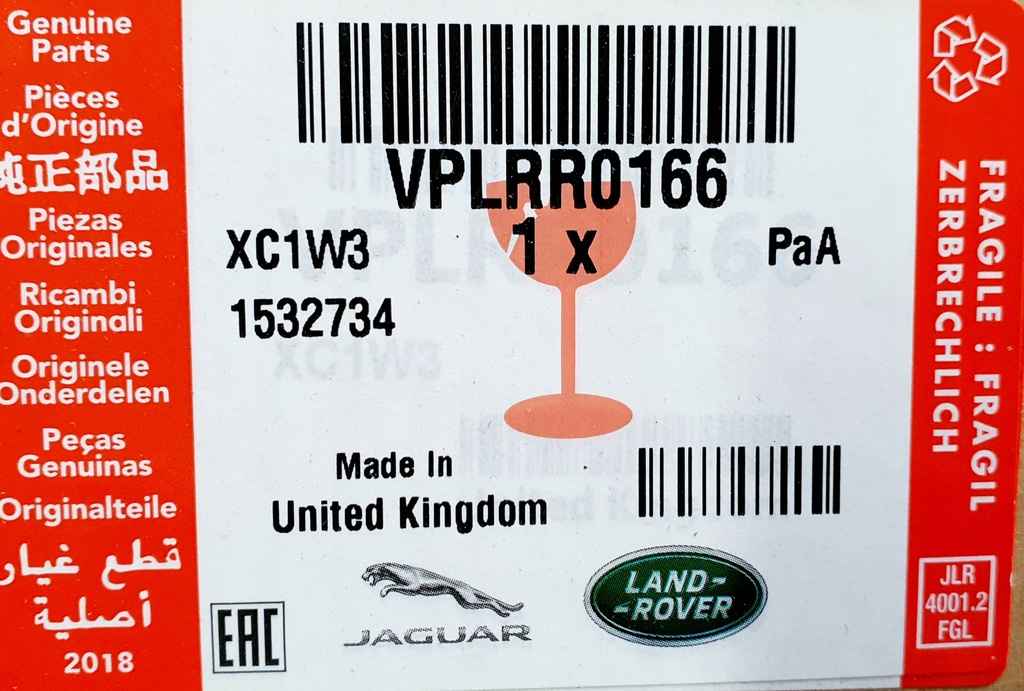 Genuine
Parts
Pièces
d'Origine
純正部品
Piezas
Originales
Ricambi
Originali
Originele
Onderdelen
Peças
Genuinas
Originalteile
قطع غيار
أصلية
2018
VPLRR0166
XC1W3 1 x PaA
1532734
Made In
United Kingdom
EAC
JAGUAR
LAND-
-ROVER
FRAGILE : FRAGIL
ZERBRECHLICH
JLR
4001.2
FGL